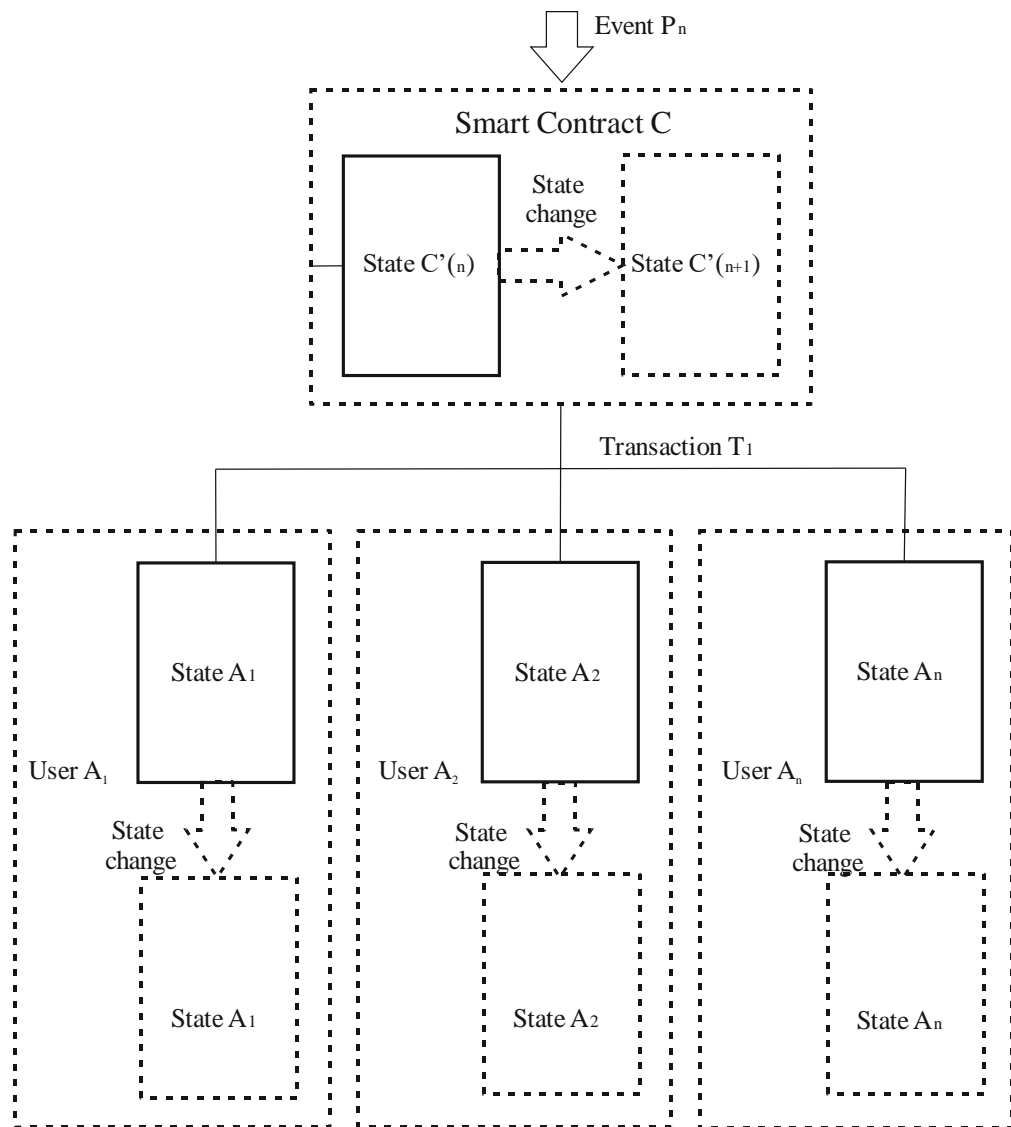 Event Pn
Smart Contract C
State
change
State C’(n)
State C’(n+1)
Transaction T1
State A1
State A2
State An
User A1
User A2
User An
State
change
State
change
State
change
State A1
State A2
State An